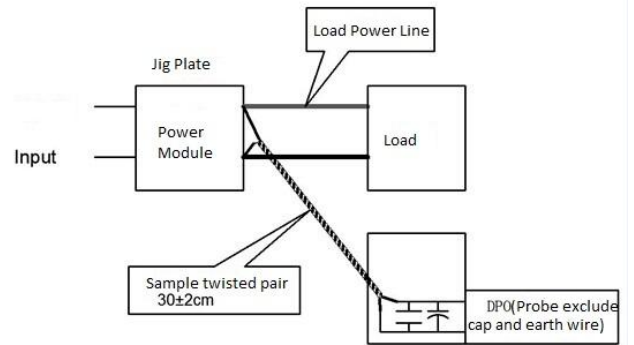 Load Power Line
Jig Plate
Power
Module
Load
Input
Sample twisted pair
30±2cm
DPO(Probe exclude
cap and earth wire)